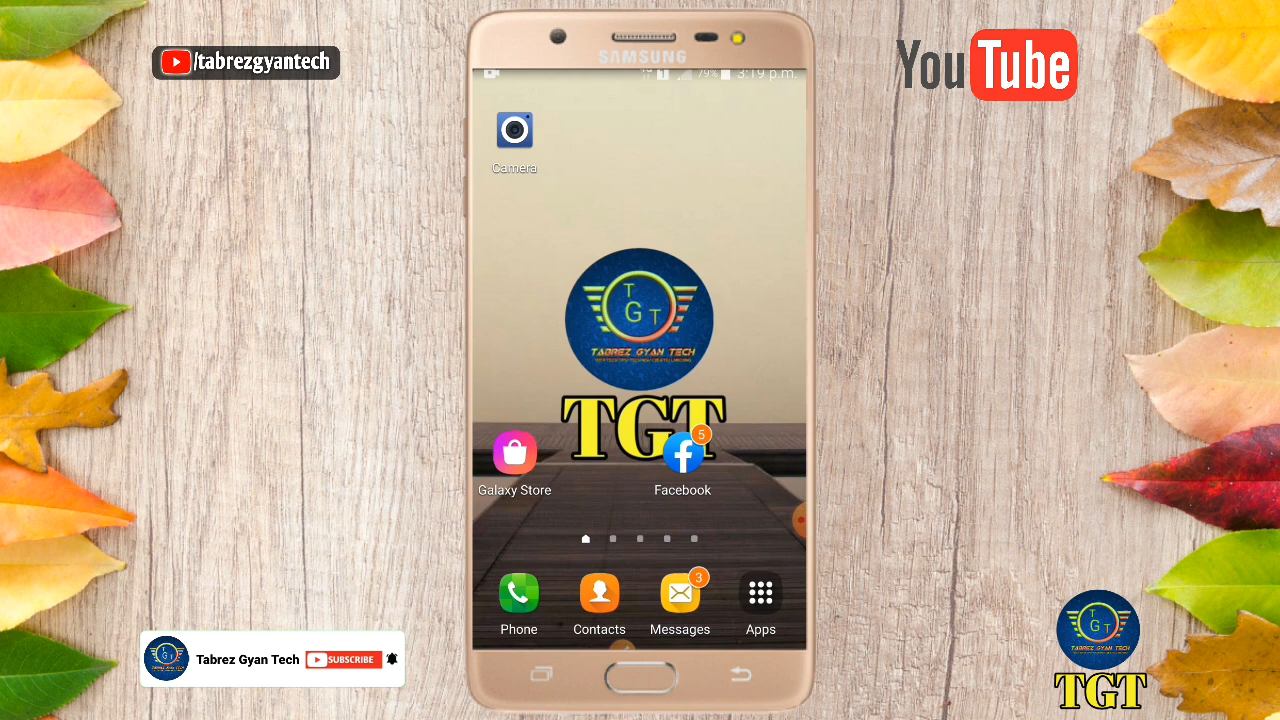 /tabrezgyantech
YouTube
SAMSUNG
79% 3:19 p.m.
Camera
T
G T
TABREZ GYAN TECH
TGT
5
Galaxy Store
Facebook
3
Phone
Contacts
Messages
Apps
Tabrez Gyan Tech
SUBSCRIBE
T
G T
TABREZ GYAN TECH
TGT